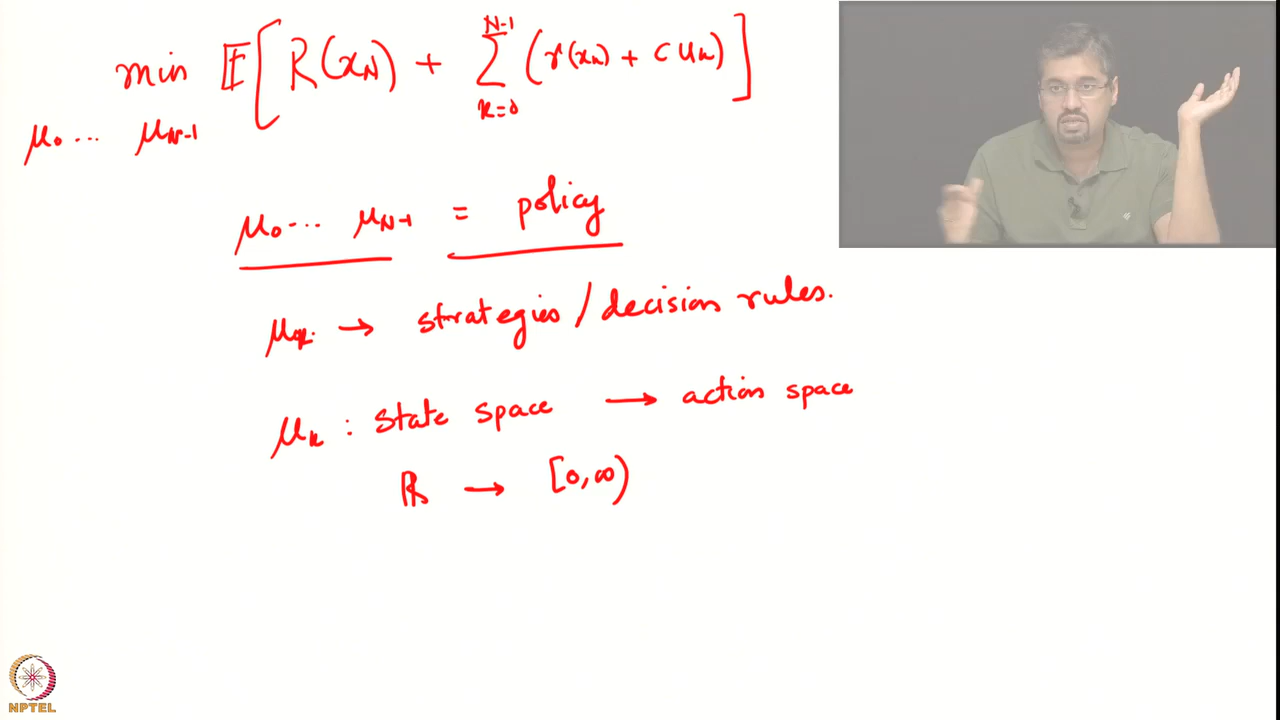 min 𝔼[ R(x_N) + Σ_{k=0}^{N-1} (r(x_k) + c u_k) ]
μ_0 ... μ_{N-1}
μ_0 ... μ_{N-1} = policy
μ_k → strategies / decision rules.
μ_k : state space → action space
ℝ → [0,∞)
NPTEL